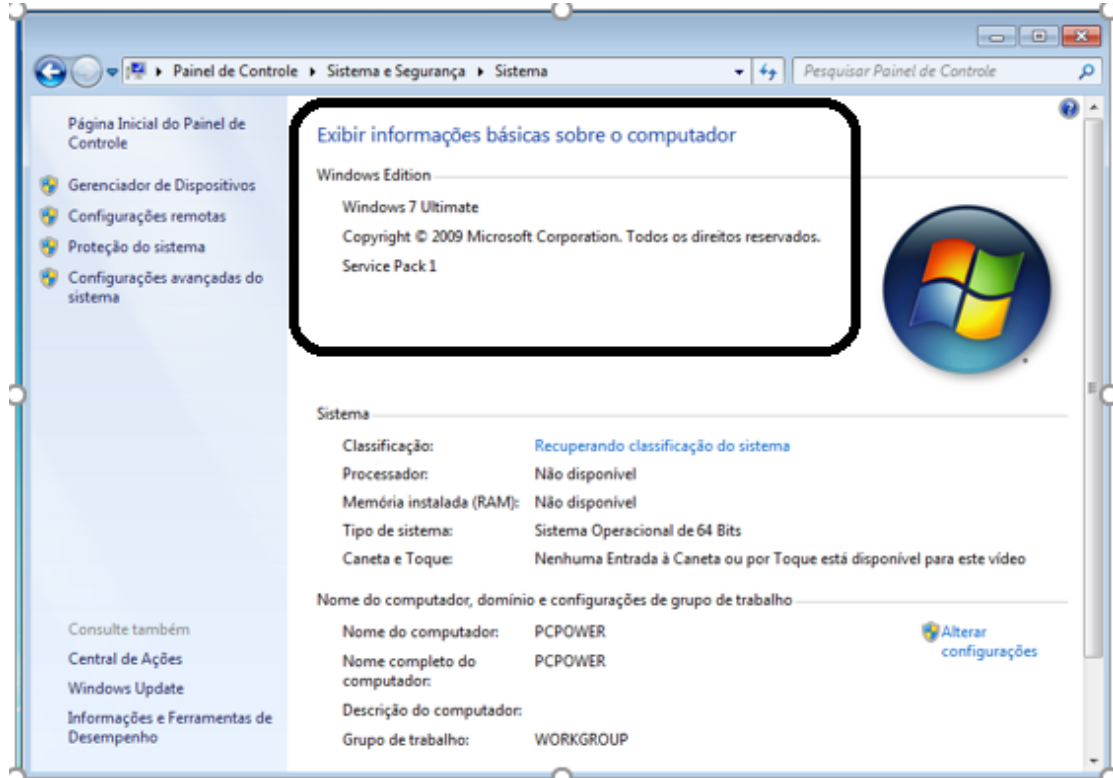 Painel de Controle ▸ Sistema e Segurança ▸ Sistema
Pesquisar Painel de Controle
Página Inicial do Painel de
Controle
Gerenciador de Dispositivos
Configurações remotas
Proteção do sistema
Configurações avançadas do
sistema
Consulte também
Central de Ações
Windows Update
Informações e Ferramentas de
Desempenho
Exibir informações básicas sobre o computador
Windows Edition
Windows 7 Ultimate
Copyright © 2009 Microsoft Corporation. Todos os direitos reservados.
Service Pack 1
Sistema
Classificação: Recuperando classificação do sistema
Processador: Não disponível
Memória instalada (RAM): Não disponível
Tipo de sistema: Sistema Operacional de 64 Bits
Caneta e Toque: Nenhuma Entrada à Caneta ou por Toque está disponível para este vídeo
Nome do computador, domínio e configurações de grupo de trabalho
Nome do computador: PCPOWER
Nome completo do PCPOWER
computador:
Descrição do computador:
Grupo de trabalho: WORKGROUP
Alterar
configurações